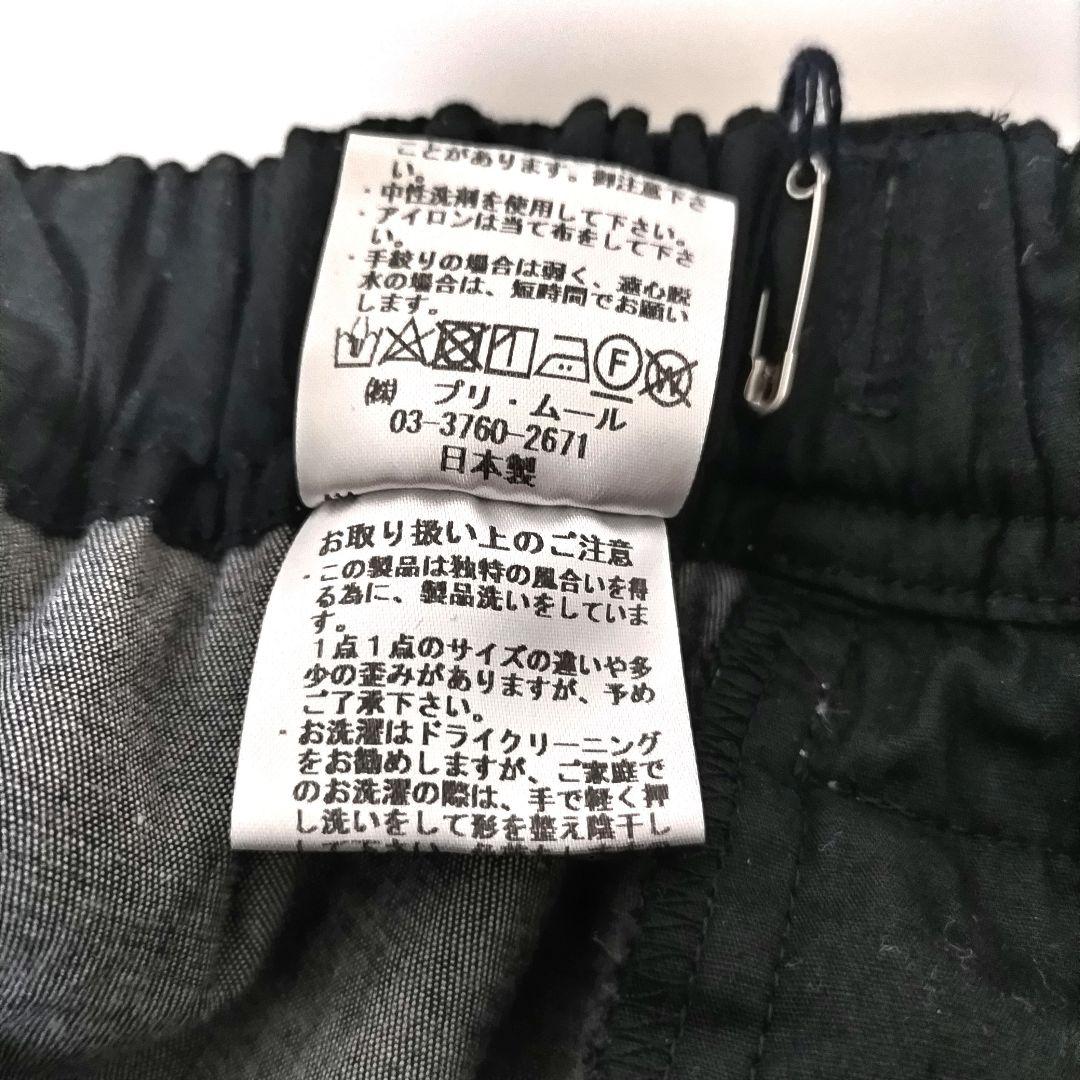 ことがあります。御注意下さ
い。
・中性洗剤を使用して下さい。
・アイロンは当て布をして下さ
い。
・手絞りの場合は弱く、遠心脱
水の場合は、短時間でお願い
します。
F W
㈱ プリ・ムール
03-3760-2671
日本製
お取り扱い上のご注意
・この製品は独特の風合いを得
る為に、製品洗いをしていま
す。
１点１点のサイズの違いや多
少の歪みがありますが、予め
ご了承下さい。
・お洗濯はドライクリーニング
をお勧めしますが、ご家庭で
のお洗濯の際は、手で軽く押
し洗いをして形を整え陰干し
して下さい。